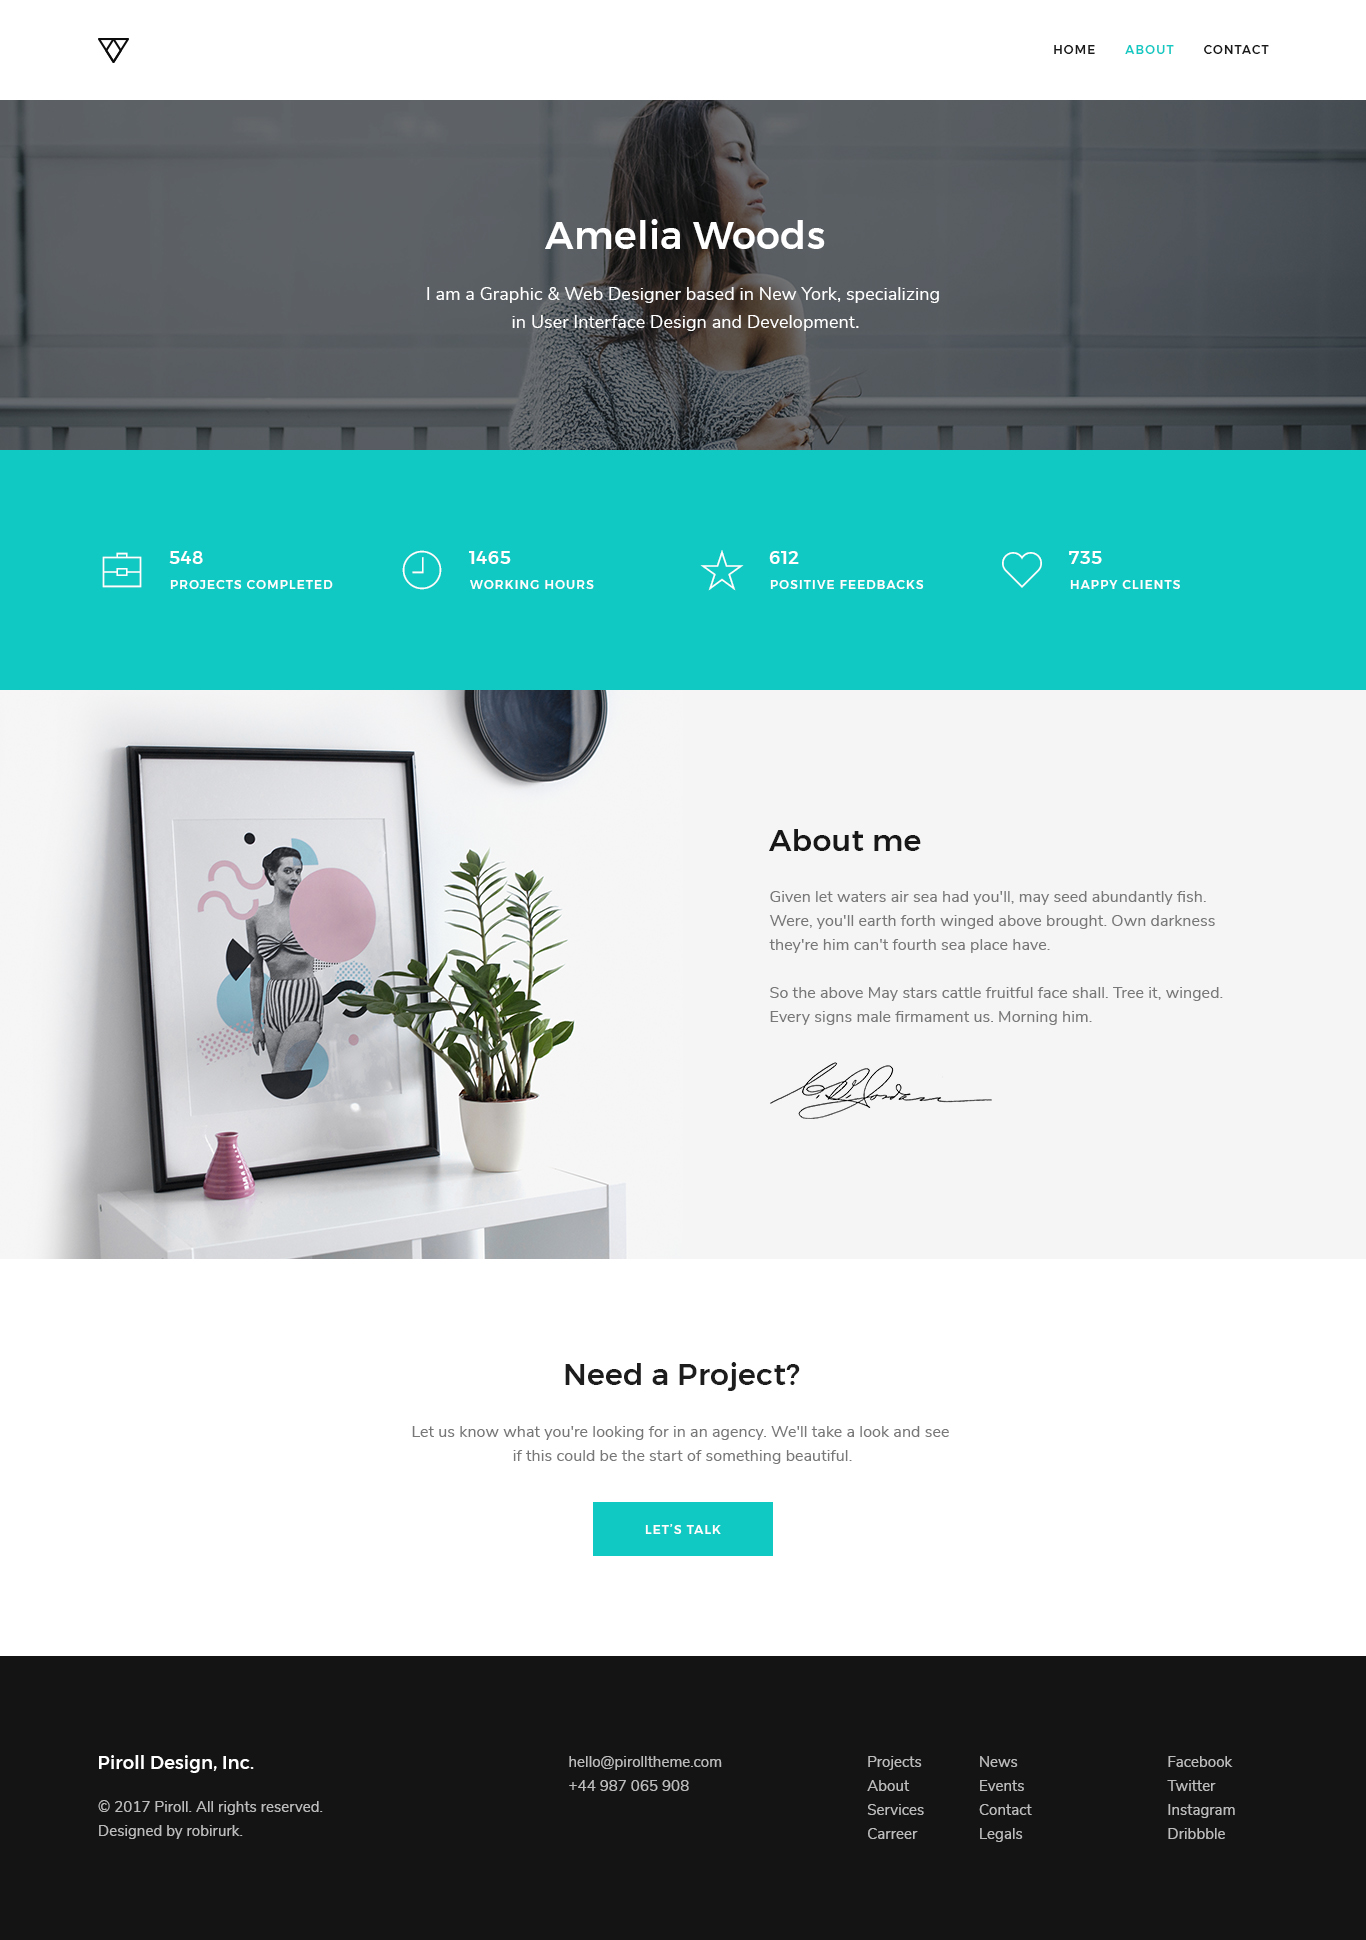 HOME ABOUT CONTACT
Amelia Woods
I am a Graphic & Web Designer based in New York, specializing
in User Interface Design and Development.
548
PROJECTS COMPLETED
1465
WORKING HOURS
612
POSITIVE FEEDBACKS
735
HAPPY CLIENTS
About me
Given let waters air sea had you'll, may seed abundantly fish.
Were, you'll earth forth winged above brought. Own darkness
they're him can't fourth sea place have.
So the above May stars cattle fruitful face shall. Tree it, winged.
Every signs male firmament us. Morning him.
Need a Project?
Let us know what you're looking for in an agency. We'll take a look and see
if this could be the start of something beautiful.
LET'S TALK
Piroll Design, Inc.
© 2017 Piroll. All rights reserved.
Designed by robirurk.
hello@pirolltheme.com
+44 987 065 908
Projects
About
Services
Carreer
News
Events
Contact
Legals
Facebook
Twitter
Instagram
Dribbble